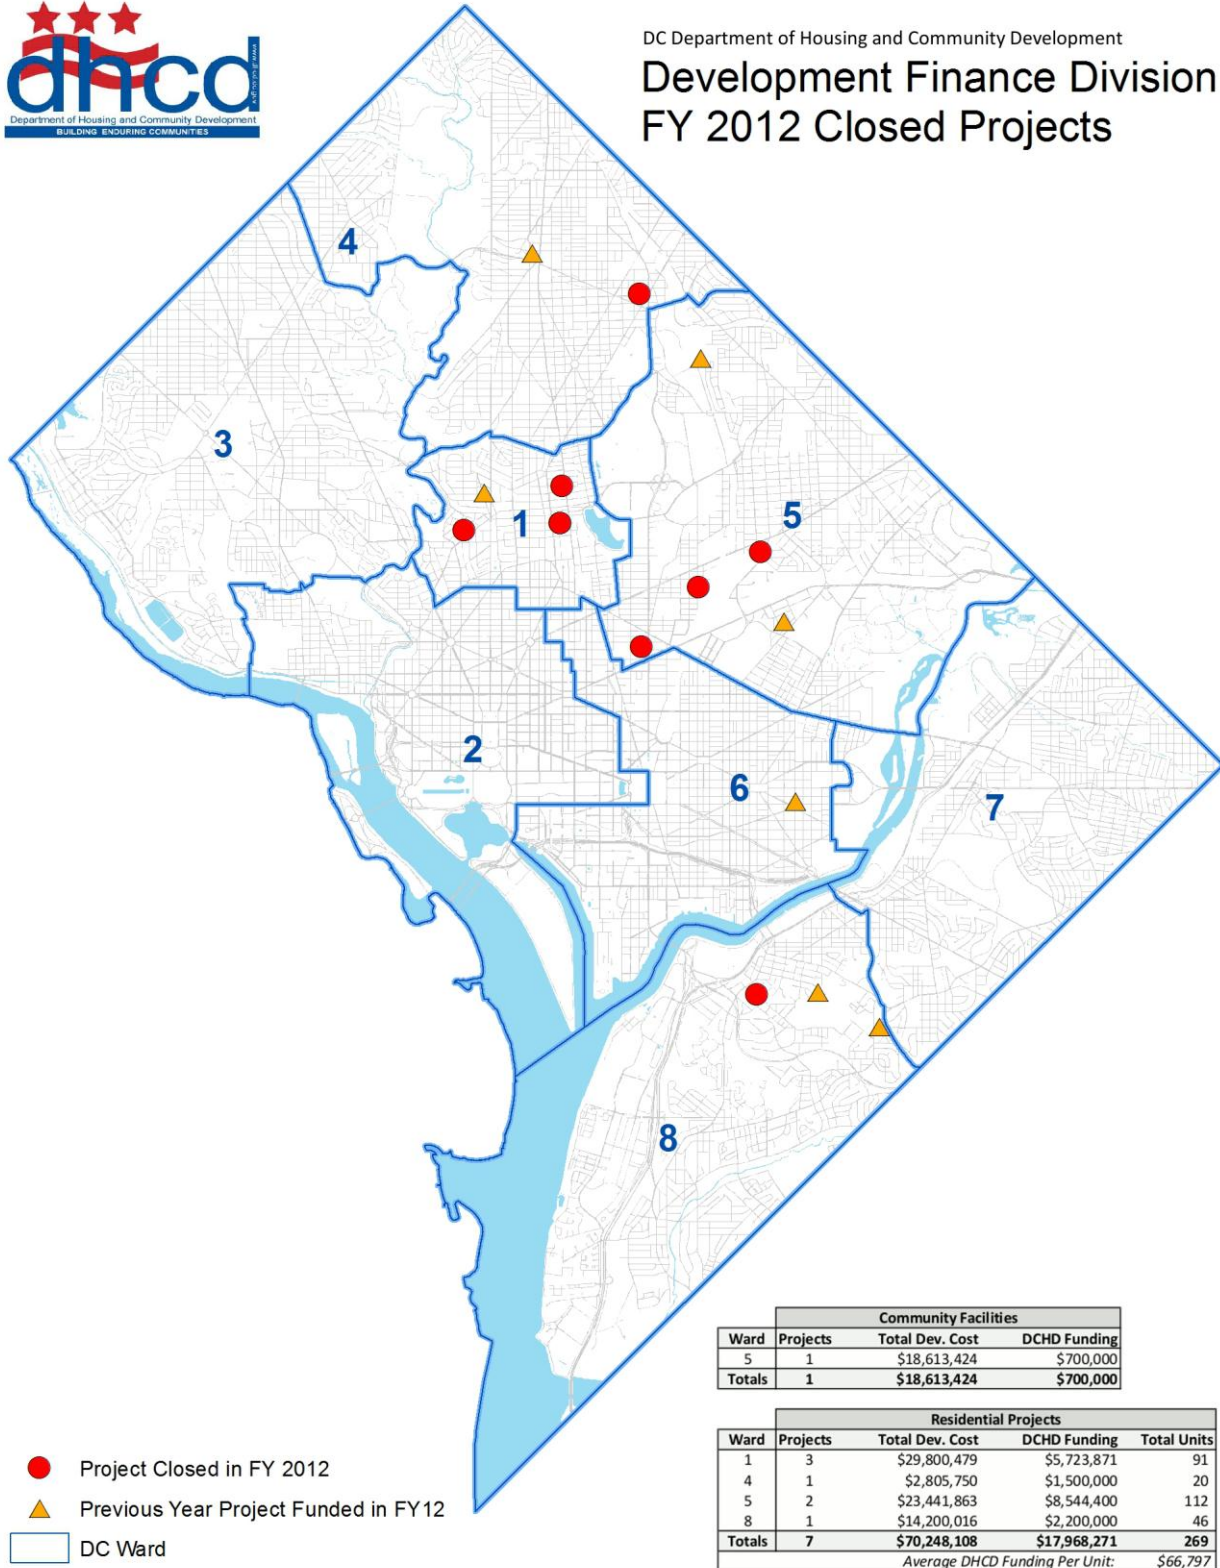 dhcd
Department of Housing and Community Development
BUILDING ENDURING COMMUNITIES
DC Department of Housing and Community Development
Development Finance Division
FY 2012 Closed Projects
4
3
1
5
2
6
7
8
Community Facilities
Ward Projects Total Dev. Cost DCHD Funding
5 1 $18,613,424 $700,000
Totals 1 $18,613,424 $700,000
Residential Projects
Ward Projects Total Dev. Cost DCHD Funding Total Units
1 3 $29,800,479 $5,723,871 91
4 1 $2,805,750 $1,500,000 20
5 2 $23,441,863 $8,544,400 112
8 1 $14,200,016 $2,200,000 46
Totals 7 $70,248,108 $17,968,271 269
Average DHCD Funding Per Unit: $66,797
Project Closed in FY 2012
Previous Year Project Funded in FY12
DC Ward